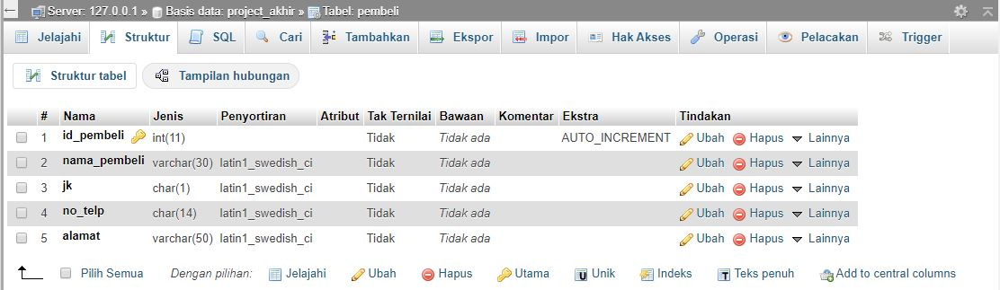 Server: 127.0.0.1 » Basis data: project_akhir » Tabel: pembeli
Jelajahi Struktur SQL Cari Tambahkan Ekspor Impor Hak Akses Operasi Pelacakan Trigger
Struktur tabel Tampilan hubungan
# Nama Jenis Penyortiran Atribut Tak Ternilai Bawaan Komentar Ekstra Tindakan
1 id_pembeli int(11) Tidak Tidak ada AUTO_INCREMENT Ubah Hapus Lainnya
2 nama_pembeli varchar(30) latin1_swedish_ci Tidak Tidak ada Ubah Hapus Lainnya
3 jk char(1) latin1_swedish_ci Tidak Tidak ada Ubah Hapus Lainnya
4 no_telp char(14) latin1_swedish_ci Tidak Tidak ada Ubah Hapus Lainnya
5 alamat varchar(50) latin1_swedish_ci Tidak Tidak ada Ubah Hapus Lainnya
Pilih Semua Dengan pilihan: Jelajahi Ubah Hapus Utama Unik Indeks Teks penuh Add to central columns